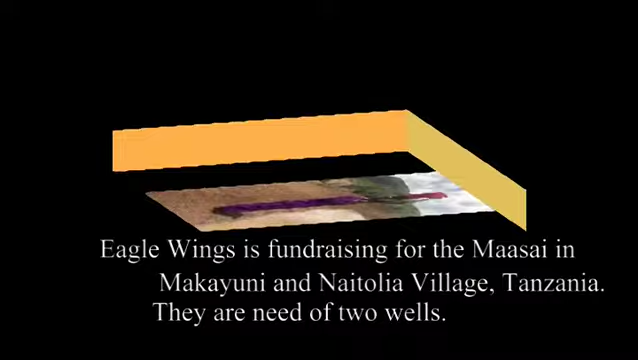 Eagle Wings is fundraising for the Maasai in
Makayuni and Naitolia Village, Tanzania.
They are need of two wells.